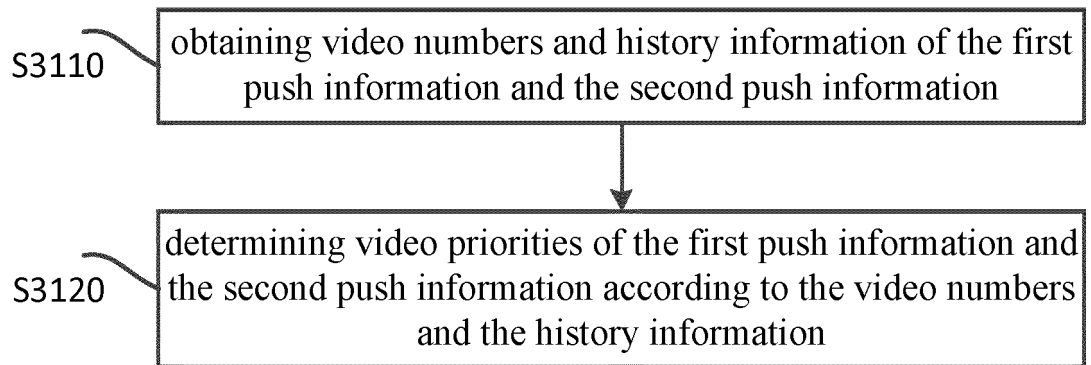 S3110
obtaining video numbers and history information of the first
push information and the second push information
S3120
determining video priorities of the first push information and
the second push information according to the video numbers
and the history information